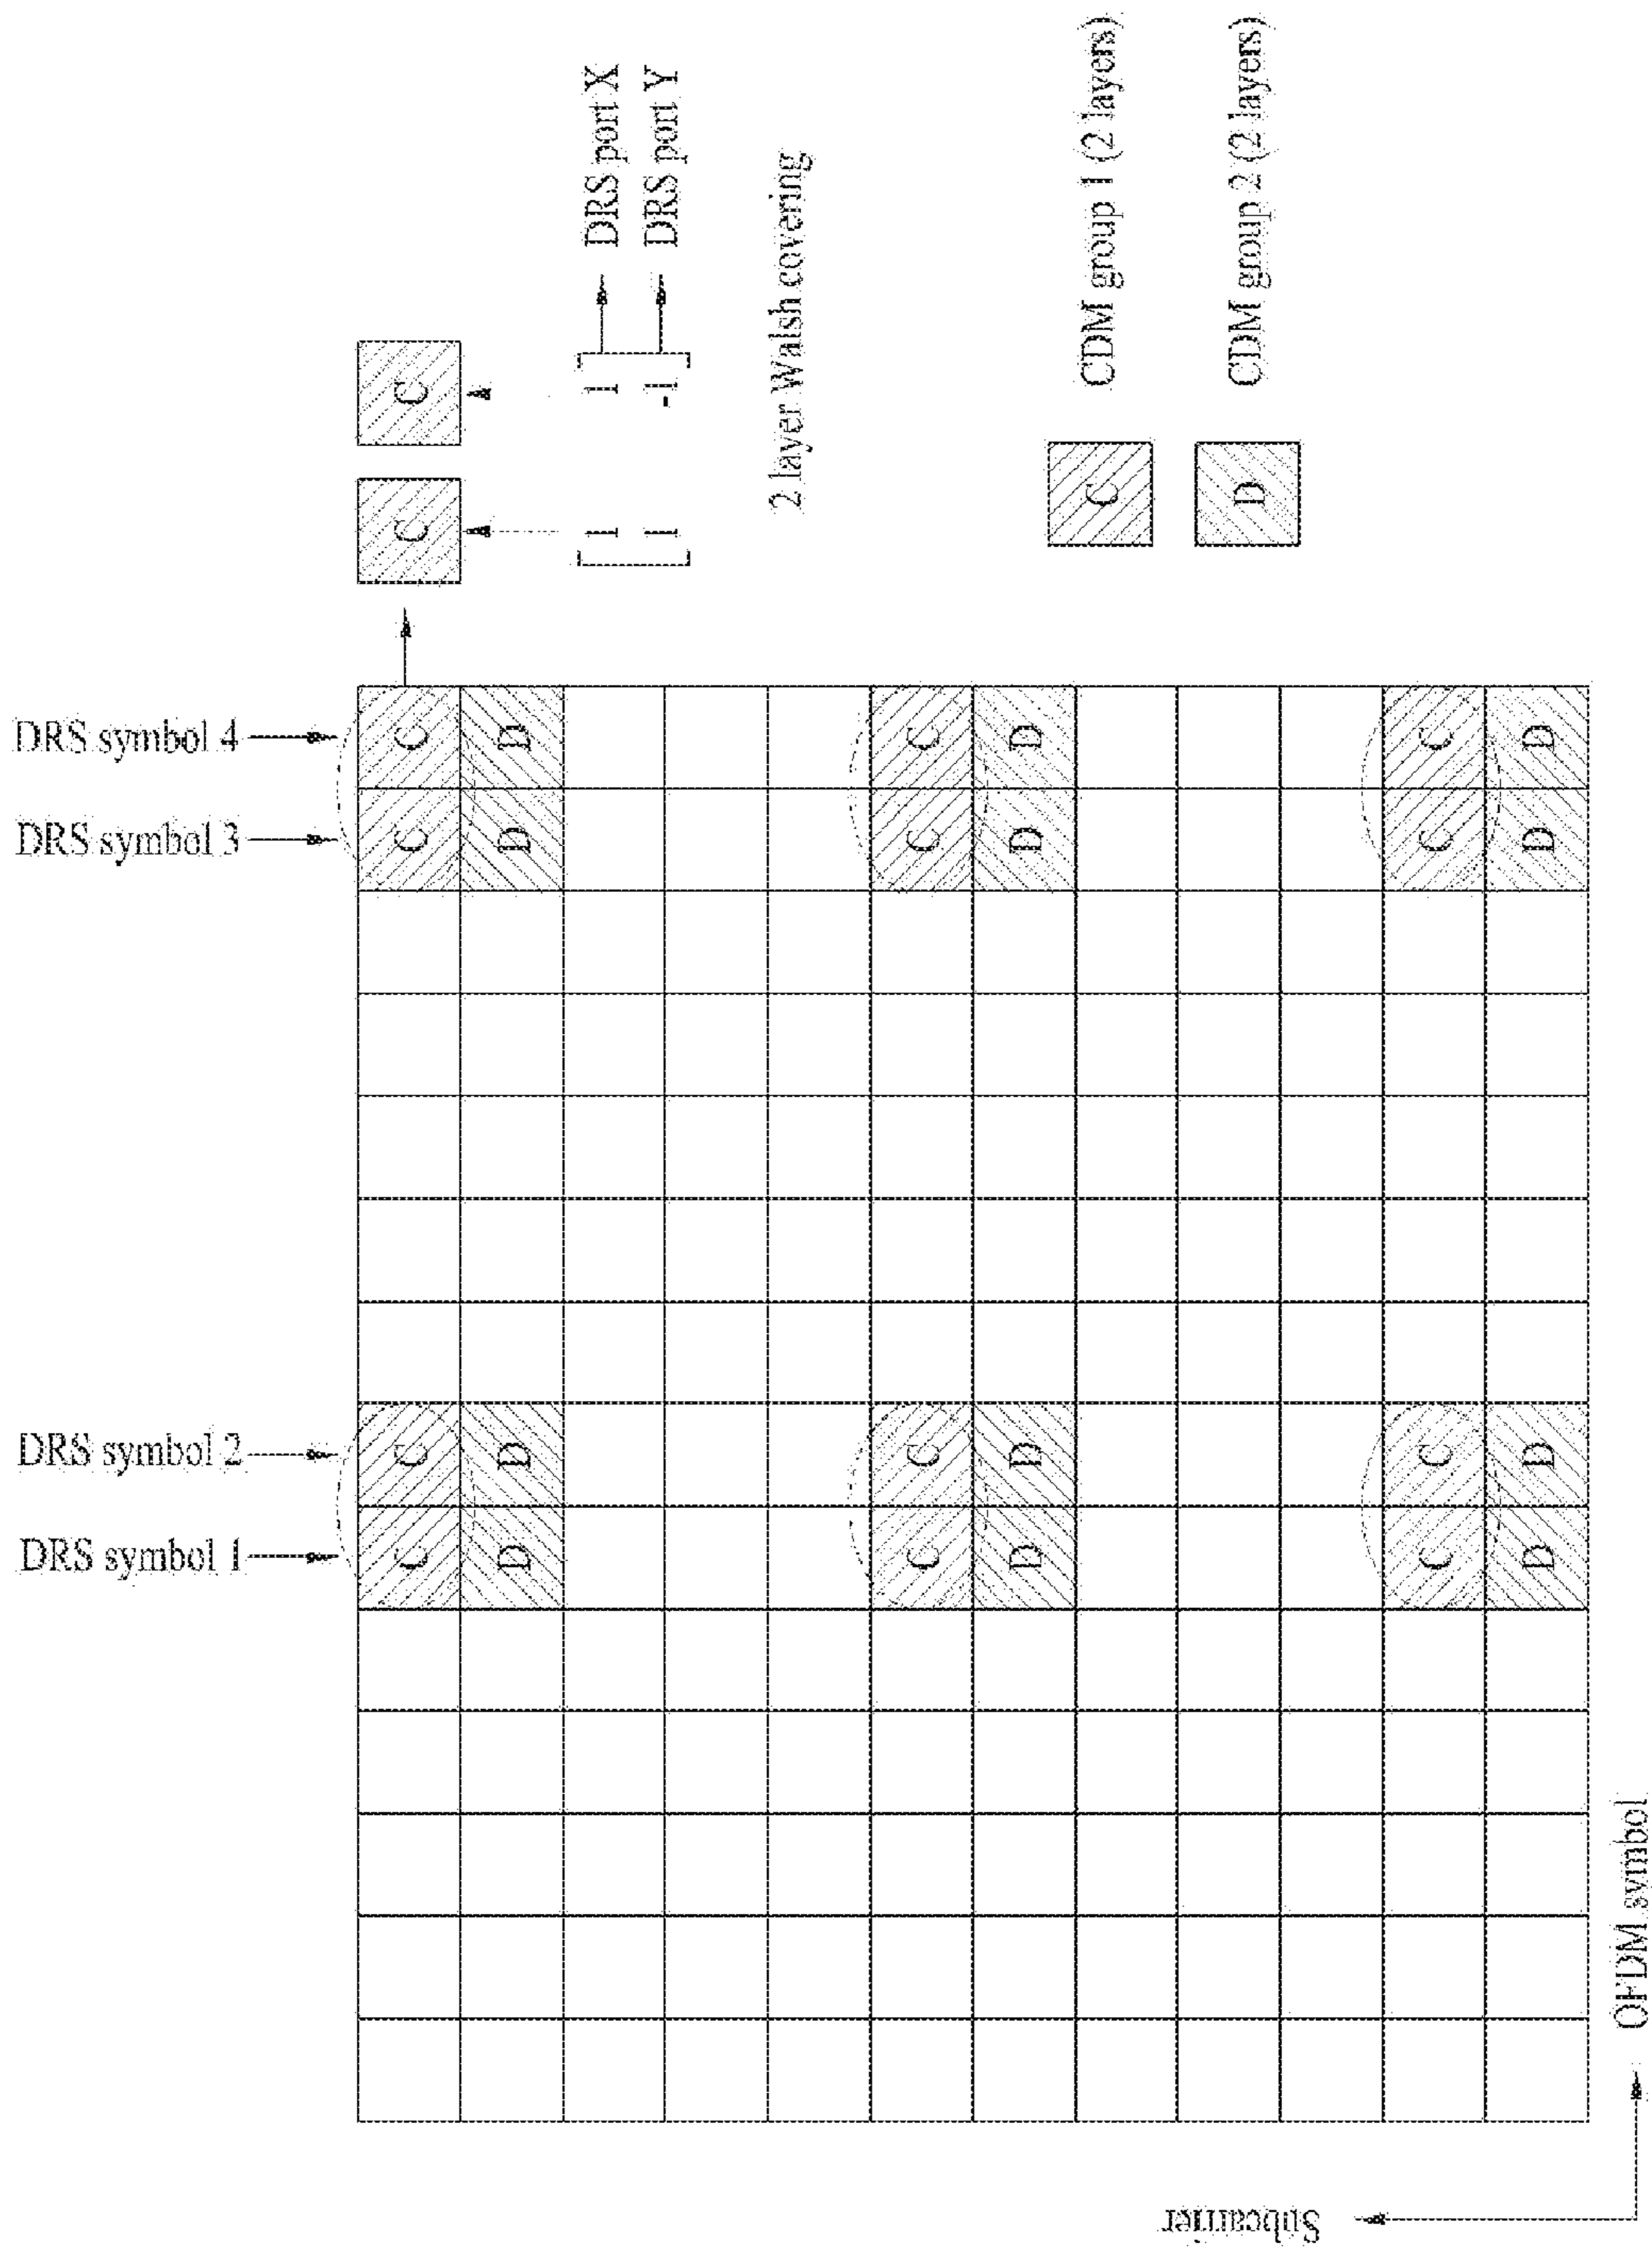 DRS symbol 1
DRS symbol 2
DRS symbol 3
DRS symbol 4
C C C C
D D D D
C C C C
D D D D
C C C C
D D D D
C C
1 1
1 -1
DRS port X
DRS port Y
2 layer Walsh covering
C CDM group 1 (2 layers)
D CDM group 2 (2 layers)
Subcarrier
OFDM symbol